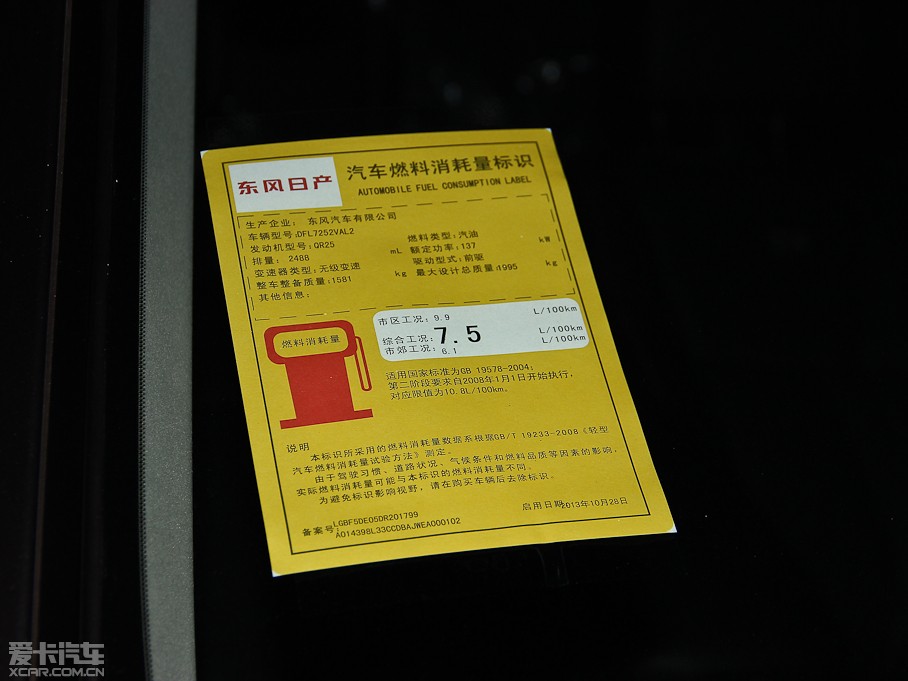 东风日产
汽车燃料消耗量标识
AUTOMOBILE FUEL CONSUMPTION LABEL
生产企业： 东风汽车有限公司
车辆型号:DFL7252VAL2
发动机型号:QR25 燃料类型:汽油
排量： 2488 mL 额定功率:137 kW
变速器类型:无级变速 驱动型式:前驱
整车整备质量:1581 kg 最大设计总质量:1995 kg
其他信息：
燃料消耗量
市区工况：9.9 L/100km
综合工况：7.5 L/100km
市郊工况：6.1 L/100km
适用国家标准为GB 19578-2004；
第二阶段要求自2008年1月1日开始执行，
对应限值为10.8L/100km。
说明
本标识所采用的燃料消耗量数据系根据GB/T 19233-2008《轻型
汽车燃料消耗量试验方法》测定。
由于驾驶习惯、道路状况、气候条件和燃料品质等因素的影响，
实际燃料消耗量可能与本标识的燃料消耗量不同。
为避免标识影响视野，请在购买车辆后去除标识。
备案号:LGBF5DE05DR201799
A014398L33CCDBAJWEA000102
启用日期:2013年10月28日
爱卡汽车
XCAR.COM.CN